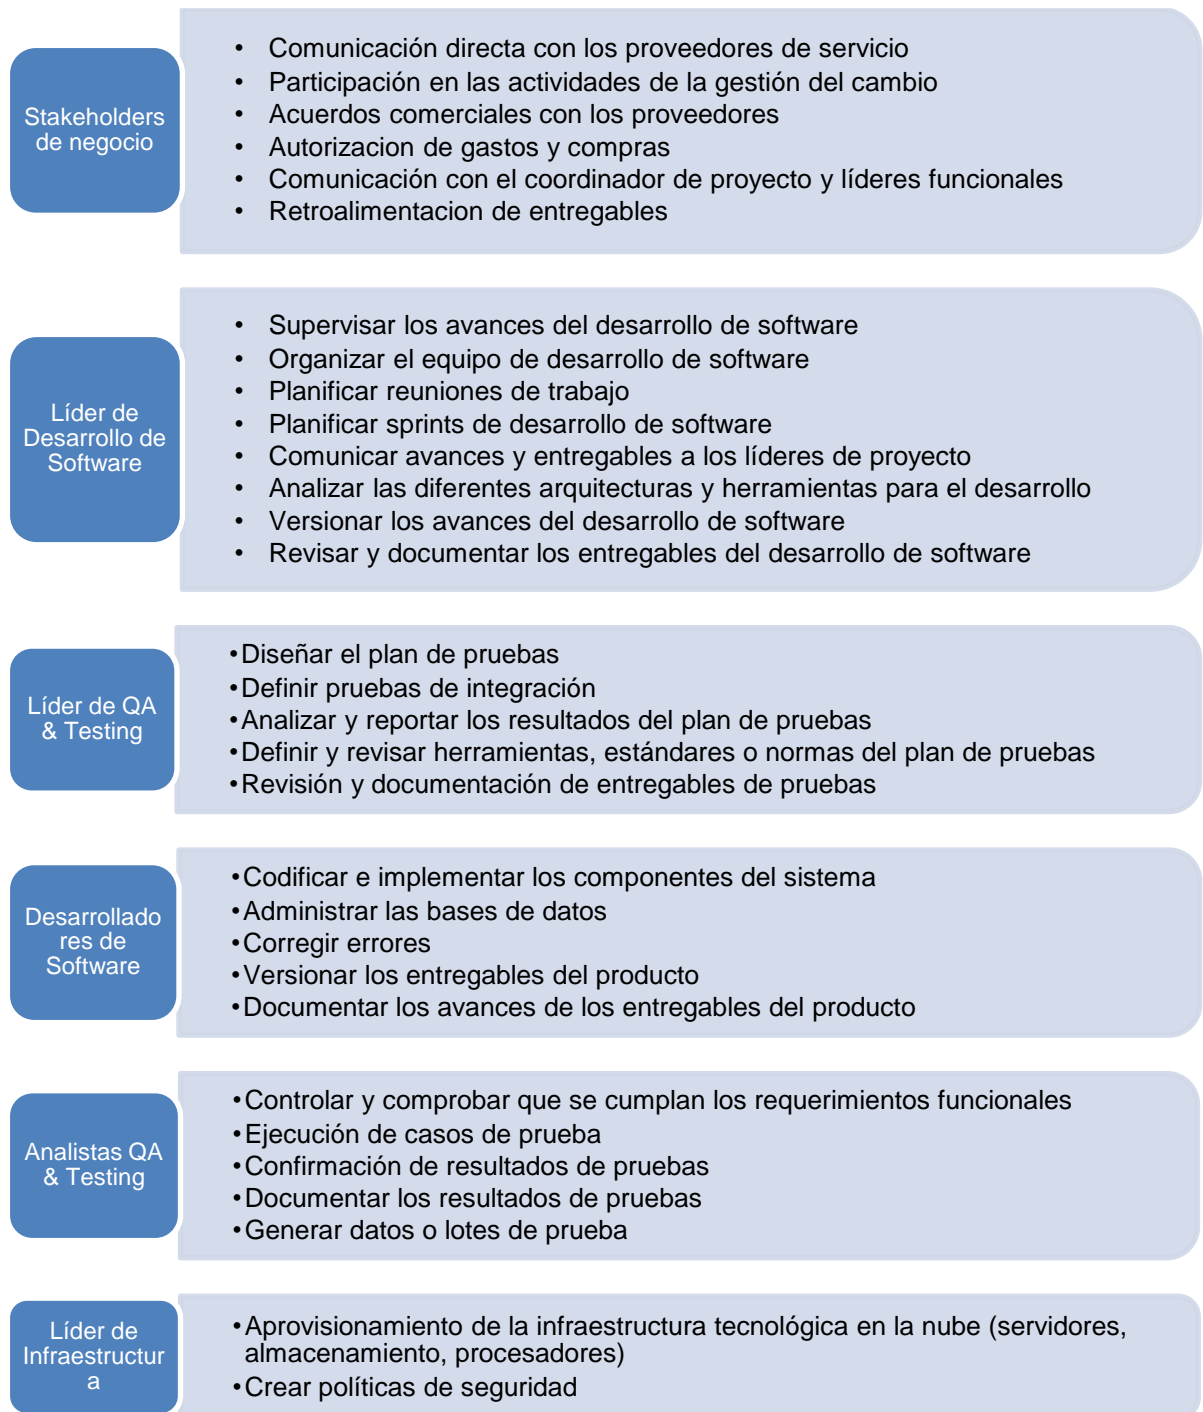 Stakeholders
de negocio
• Comunicación directa con los proveedores de servicio
• Participación en las actividades de la gestión del cambio
• Acuerdos comerciales con los proveedores
• Autorizacion de gastos y compras
• Comunicación con el coordinador de proyecto y líderes funcionales
• Retroalimentacion de entregables
Líder de
Desarrollo de
Software
• Supervisar los avances del desarrollo de software
• Organizar el equipo de desarrollo de software
• Planificar reuniones de trabajo
• Planificar sprints de desarrollo de software
• Comunicar avances y entregables a los líderes de proyecto
• Analizar las diferentes arquitecturas y herramientas para el desarrollo
• Versionar los avances del desarrollo de software
• Revisar y documentar los entregables del desarrollo de software
Líder de QA
& Testing
•Diseñar el plan de pruebas
•Definir pruebas de integración
•Analizar y reportar los resultados del plan de pruebas
•Definir y revisar herramientas, estándares o normas del plan de pruebas
•Revisión y documentación de entregables de pruebas
Desarrollado
res de
Software
•Codificar e implementar los componentes del sistema
•Administrar las bases de datos
•Corregir errores
•Versionar los entregables del producto
•Documentar los avances de los entregables del producto
Analistas QA
& Testing
•Controlar y comprobar que se cumplan los requerimientos funcionales
•Ejecución de casos de prueba
•Confirmación de resultados de pruebas
•Documentar los resultados de pruebas
•Generar datos o lotes de prueba
Líder de
Infraestructur
a
•Aprovisionamiento de la infraestructura tecnológica en la nube (servidores,
almacenamiento, procesadores)
•Crear políticas de seguridad